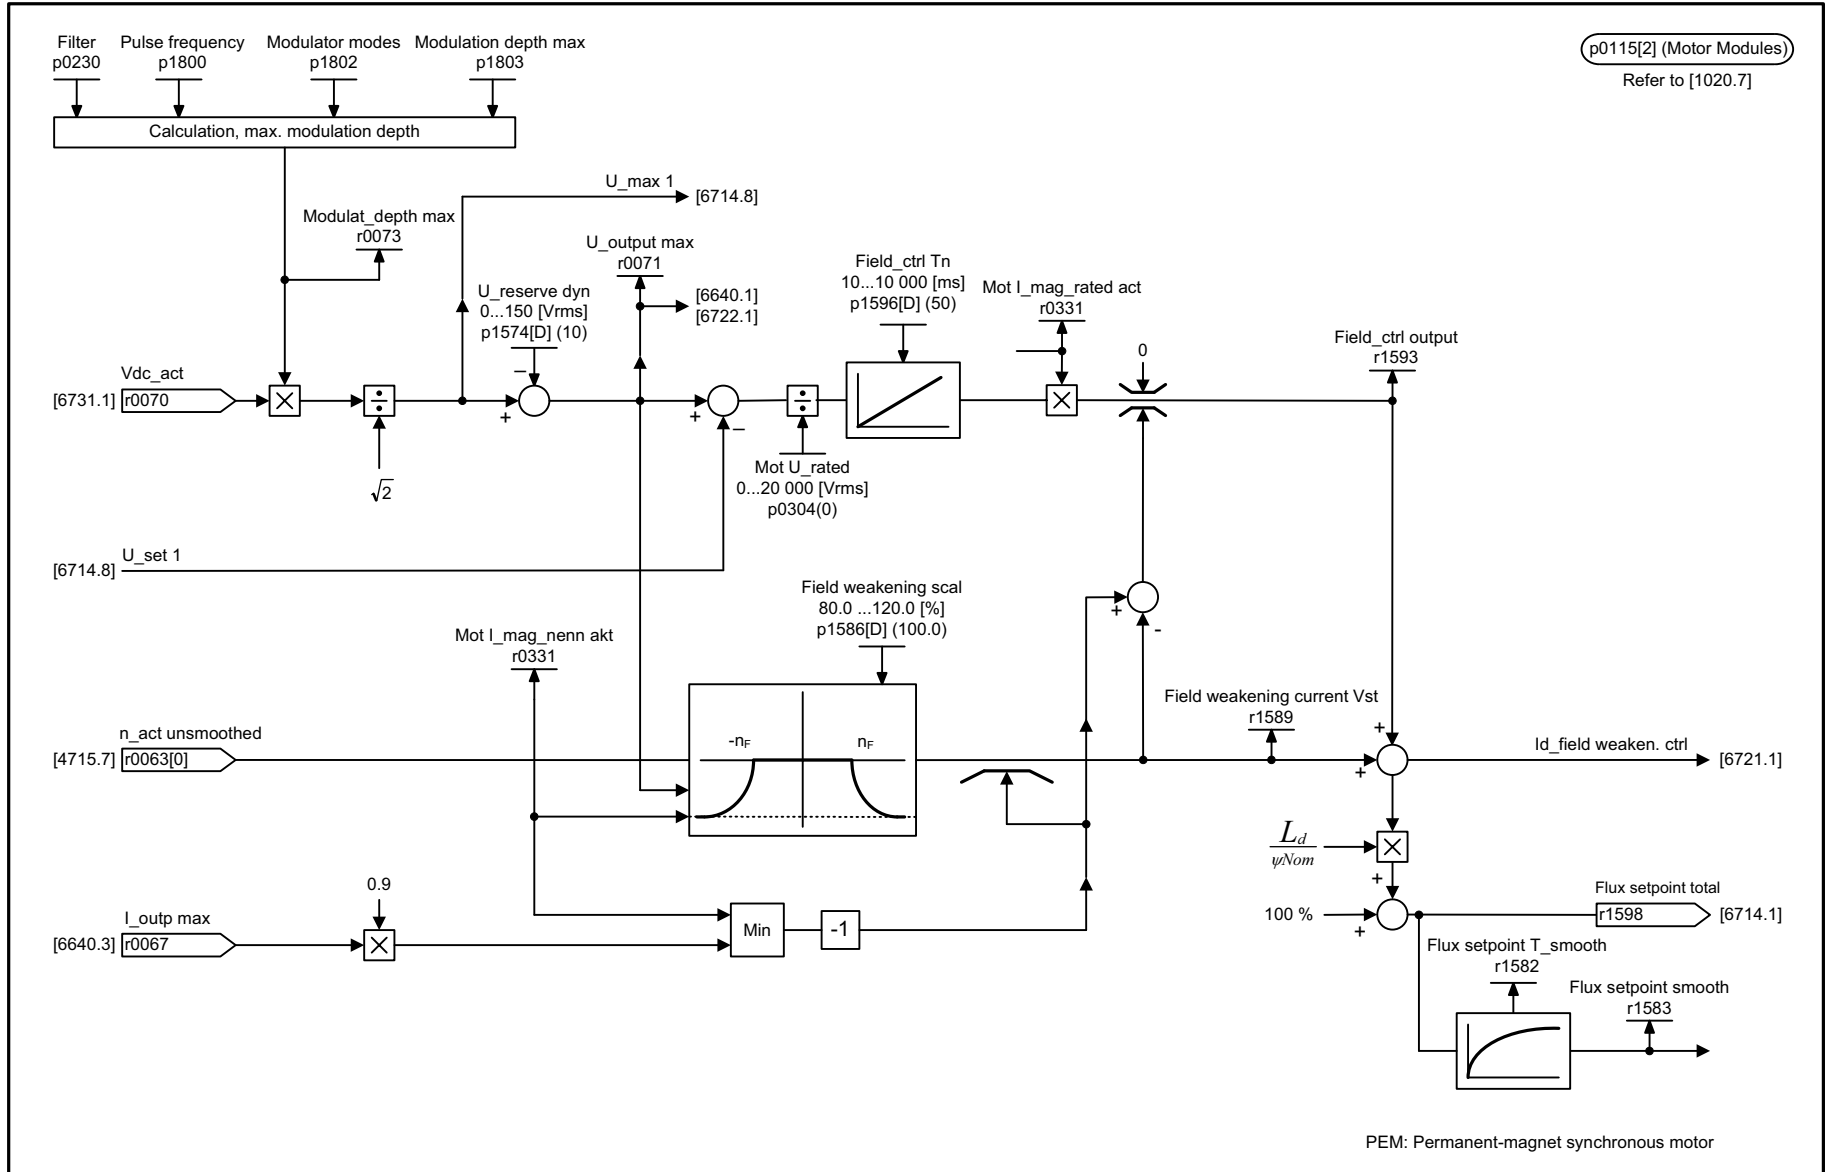 Filter
p0230
Pulse frequency
p1800
Modulator modes
p1802
Modulation depth max
p1803
p0115[2] (Motor Modules)
Refer to [1020.7]
Calculation, max. modulation depth
U_max 1
[6714.8]
Modulat_depth max
r0073
U_output max
r0071
[6640.1]
[6722.1]
U_reserve dyn
0...150 [Vrms]
p1574[D] (10)
Field_ctrl Tn
10...10 000 [ms]
p1596[D] (50)
Mot I_mag_rated act
r0331
0
Field_ctrl output
r1593
Vdc_act
[6731.1] r0070
×
÷
–
+
+
–
÷
×
√2
Mot U_rated
0...20 000 [Vrms]
p0304(0)
U_set 1
[6714.8]
Field weakening scal
80.0 ...120.0 [%]
p1586[D] (100.0)
+
-
Mot I_mag_nenn akt
r0331
Field weakening current Vst
r1589
n_act unsmoothed
[4715.7] r0063[0]
-nF
nF
+
+
Id_field weaken. ctrl
[6721.1]
Ld
ψNom
×
+
0.9
I_outp max
[6640.3] r0067
×
Min
-1
100 %
+
Flux setpoint total
r1598
[6714.1]
Flux setpoint T_smooth
r1582
Flux setpoint smooth
r1583
PEM: Permanent-magnet synchronous motor